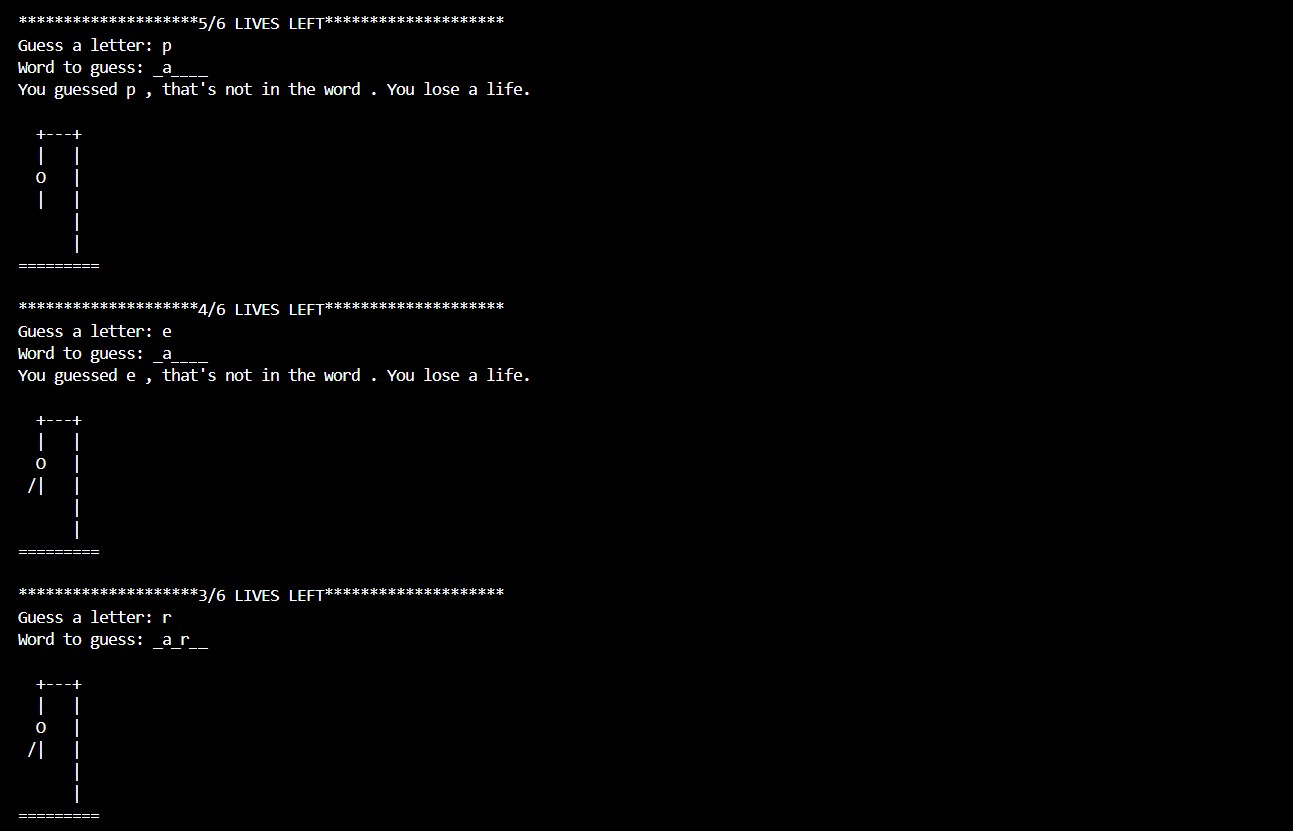 ********************5/6 LIVES LEFT********************
Guess a letter: p
Word to guess: _a____
You guessed p , that's not in the word . You lose a life.
  +---+
  |   |
  O   |
  |   |
      |
      |
=========
********************4/6 LIVES LEFT********************
Guess a letter: e
Word to guess: _a____
You guessed e , that's not in the word . You lose a life.
  +---+
  |   |
  O   |
 /|   |
      |
      |
=========
********************3/6 LIVES LEFT********************
Guess a letter: r
Word to guess: _a_r__
  +---+
  |   |
  O   |
 /|   |
      |
      |
=========